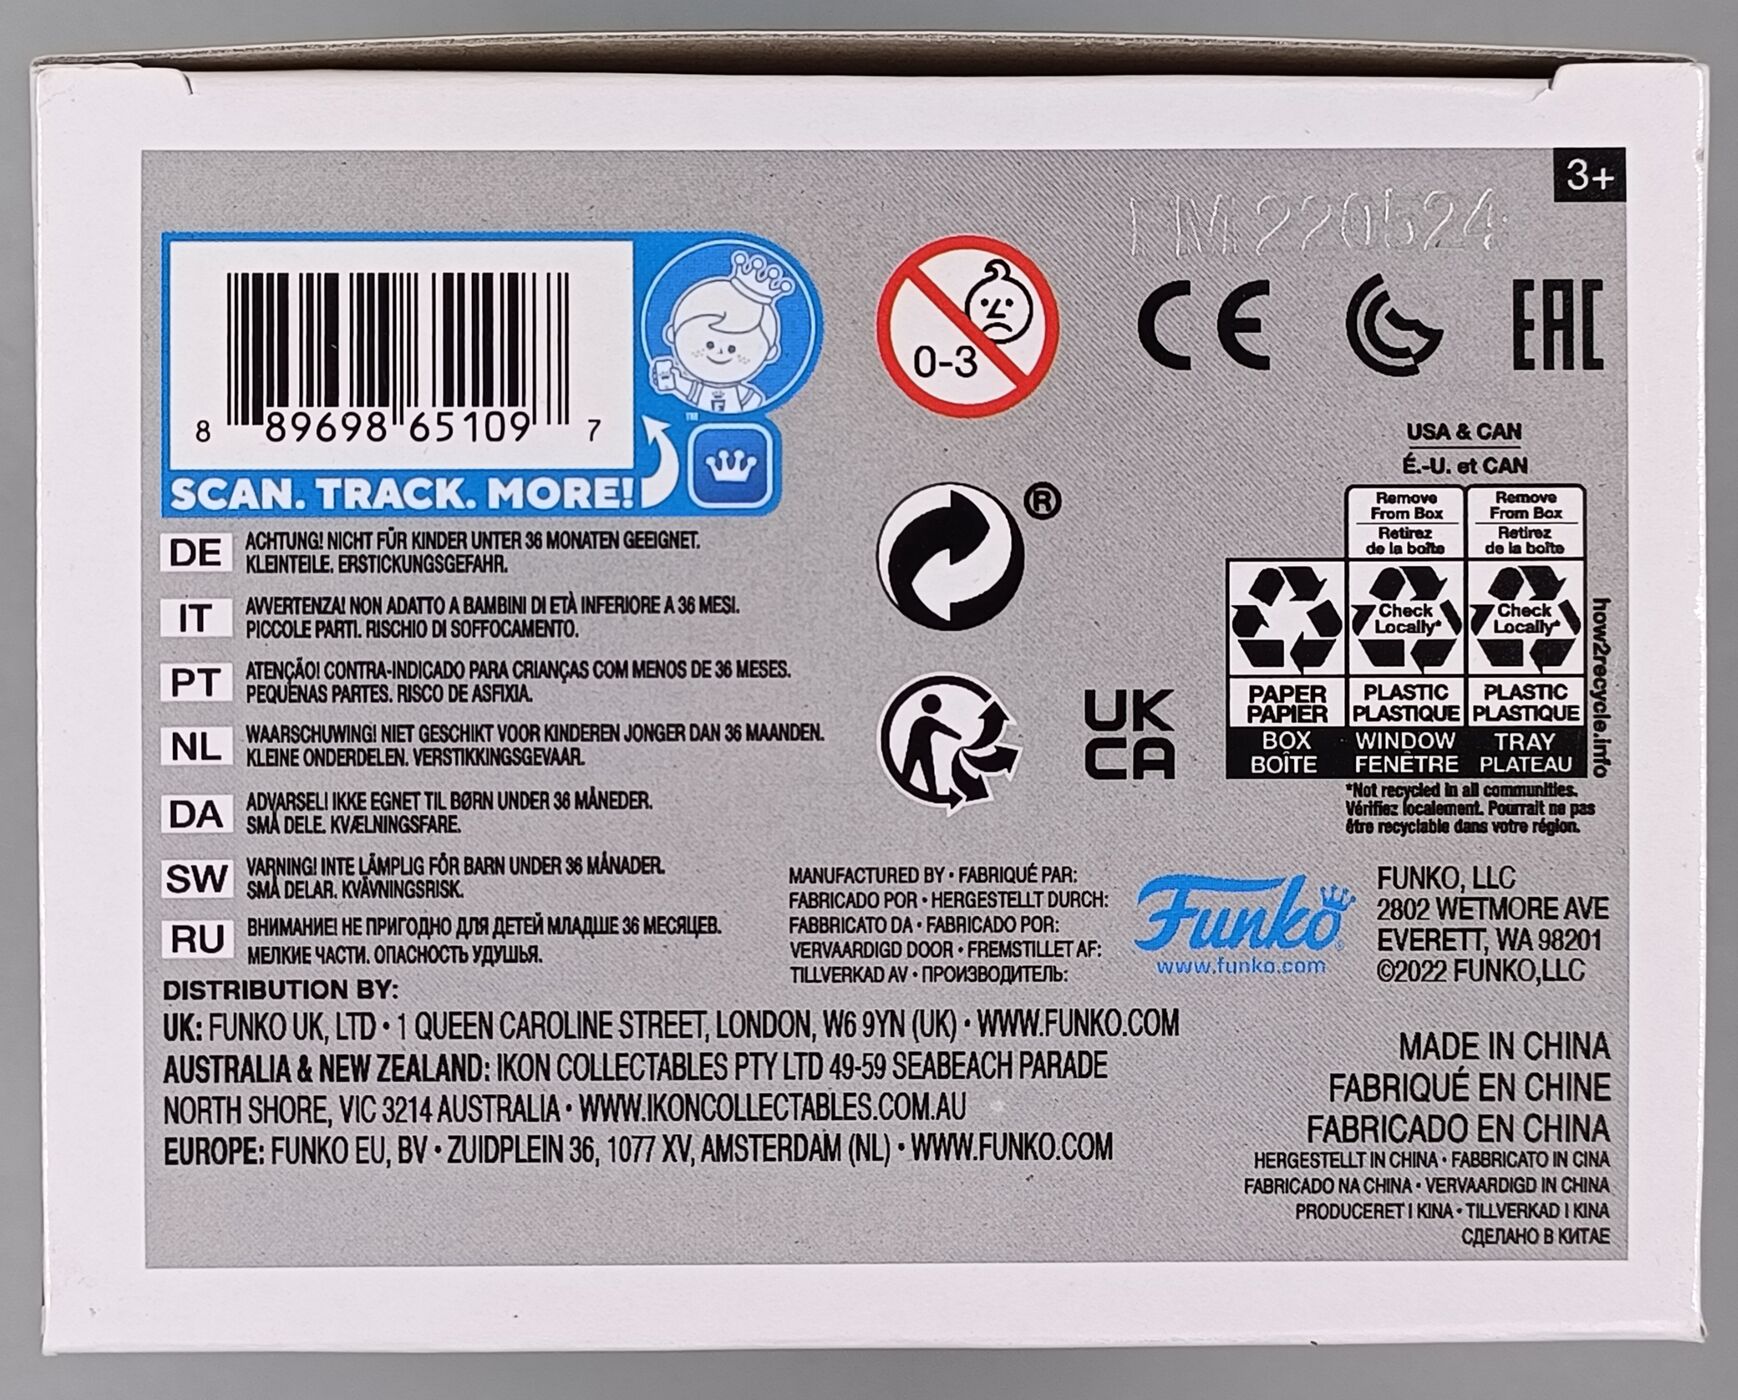 3+
LM220524
8 89698 65109 7
SCAN. TRACK. MORE!
TM
0-3
CE
EAC
®
UK
CA
USA & CAN
É.-U. et CAN
Remove
From Box
Retirez
de la boîte
Remove
From Box
Retirez
de la boîte
Check
Locally*
Check
Locally*
PAPER
PAPIER
PLASTIC
PLASTIQUE
PLASTIC
PLASTIQUE
BOX
BOÎTE
WINDOW
FENÊTRE
TRAY
PLATEAU
how2recycle.info
*Not recycled in all communities.
Vérifiez localement. Pourrait ne pas
être recyclable dans votre région.
DE
ACHTUNG! NICHT FÜR KINDER UNTER 36 MONATEN GEEIGNET.
KLEINTEILE. ERSTICKUNGSGEFAHR.
IT
AVVERTENZA! NON ADATTO A BAMBINI DI ETÀ INFERIORE A 36 MESI.
PICCOLE PARTI. RISCHIO DI SOFFOCAMENTO.
PT
ATENÇÃO! CONTRA-INDICADO PARA CRIANÇAS COM MENOS DE 36 MESES.
PEQUENAS PARTES. RISCO DE ASFIXIA.
NL
WAARSCHUWING! NIET GESCHIKT VOOR KINDEREN JONGER DAN 36 MAANDEN.
KLEINE ONDERDELEN. VERSTIKKINGSGEVAAR.
DA
ADVARSEL! IKKE EGNET TIL BØRN UNDER 36 MÅNEDER.
SMÅ DELE. KVÆLNINGSFARE.
SW
VARNING! INTE LÄMPLIG FÖR BARN UNDER 36 MÅNADER.
SMÅ DELAR. KVÄVNINGSRISK.
RU
ВНИМАНИЕ! НЕ ПРИГОДНО ДЛЯ ДЕТЕЙ МЛАДШЕ 36 МЕСЯЦЕВ.
МЕЛКИЕ ЧАСТИ. ОПАСНОСТЬ УДУШЬЯ.
MANUFACTURED BY • FABRIQUÉ PAR:
FABRICADO POR • HERGESTELLT DURCH:
FABBRICATO DA • FABRICADO POR:
VERVAARDIGD DOOR • FREMSTILLET AF:
TILLVERKAD AV • ПРОИЗВОДИТЕЛЬ:
Funko
www.funko.com
FUNKO, LLC
2802 WETMORE AVE
EVERETT, WA 98201
©2022 FUNKO,LLC
DISTRIBUTION BY:
UK: FUNKO UK, LTD • 1 QUEEN CAROLINE STREET, LONDON, W6 9YN (UK) • WWW.FUNKO.COM
AUSTRALIA & NEW ZEALAND: IKON COLLECTABLES PTY LTD 49-59 SEABEACH PARADE
NORTH SHORE, VIC 3214 AUSTRALIA • WWW.IKONCOLLECTABLES.COM.AU
EUROPE: FUNKO EU, BV • ZUIDPLEIN 36, 1077 XV, AMSTERDAM (NL) • WWW.FUNKO.COM
MADE IN CHINA
FABRIQUÉ EN CHINE
FABRICADO EN CHINA
HERGESTELLT IN CHINA • FABBRICATO IN CINA
FABRICADO NA CHINA • VERVAARDIGD IN CHINA
PRODUCERET I KINA • TILLVERKAD I KINA
СДЕЛАНО В КИТАЕ